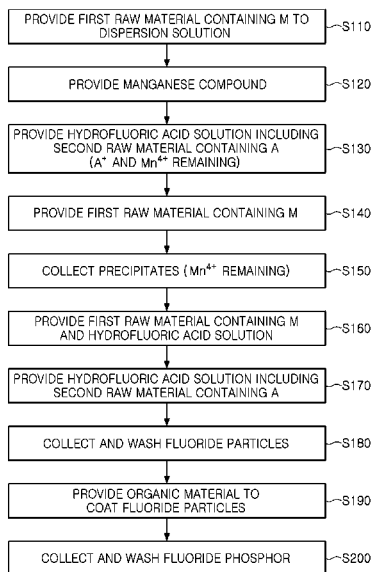 PROVIDE FIRST RAW MATERIAL CONTAINING M TO
DISPERSION SOLUTION
S110
PROVIDE MANGANESE COMPOUND
S120
PROVIDE HYDROFLUORIC ACID SOLUTION INCLUDING
SECOND RAW MATERIAL CONTAINING A
(A⁺ AND Mn⁴⁺ REMAINING)
S130
PROVIDE FIRST RAW MATERIAL CONTAINING M
S140
COLLECT PRECIPITATES (Mn⁴⁺ REMAINING)
S150
PROVIDE FIRST RAW MATERIAL CONTAINING M
AND HYDROFLUORIC ACID SOLUTION
S160
PROVIDE HYDROFLUORIC ACID SOLUTION INCLUDING
SECOND RAW MATERIAL CONTAINING A
S170
COLLECT AND WASH FLUORIDE PARTICLES
S180
PROVIDE ORGANIC MATERIAL TO
COAT FLUORIDE PARTICLES
S190
COLLECT AND WASH FLUORIDE PHOSPHOR
S200